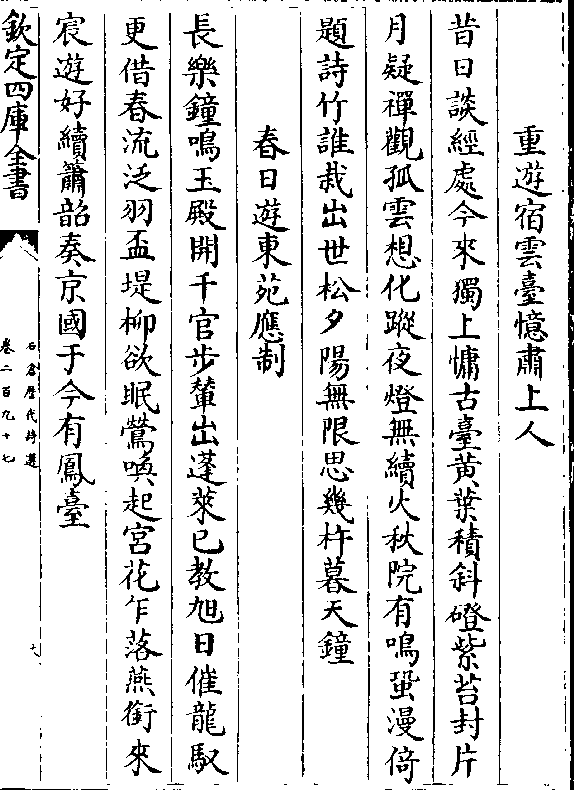 重遊宿雲臺憶肅上人
昔日談經處今來獨上慵古臺黃葉積斜磴紫苔封片
月疑禪觀孤雲想化蹤夜燈無續火秋院有鳴蛩漫倚
題詩竹誰栽出世松夕陽無限思幾杵暮天鐘
春日遊東苑應制
長樂鐘鳴玉殿開千官步輦出蓬萊已教旭日催龍馭
更借春流泛羽盃堤柳欲眠鶯喚起宮花乍落燕銜來
宸遊好續簫韶奏京國于今有鳳臺
欽定四庫全書
石倉歷代詩選
卷二百九十七